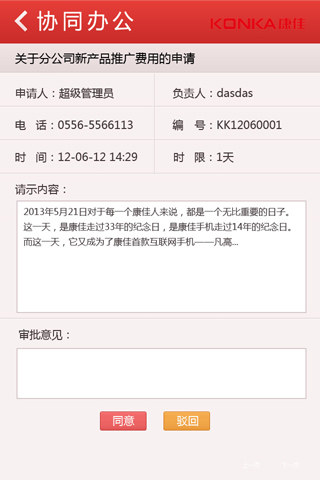 协同办公
KONKA 康佳
关于分公司新产品推广费用的申请
申请人：超級管理员 负责人：dasdas
电 话：0556-5566113 编 号：KK12060001
时 间：12-06-12 14:29 时 限：1天
请示内容：
2013年5月21日对于每一个康佳人来说，都是一个无比重要的日子。
这一天，是康佳走过33年的纪念日，是康佳手机走过14年的纪念日。
而这一天，它又成为了康佳首款互联网手机——凡高...
审批意见：
同意 驳回